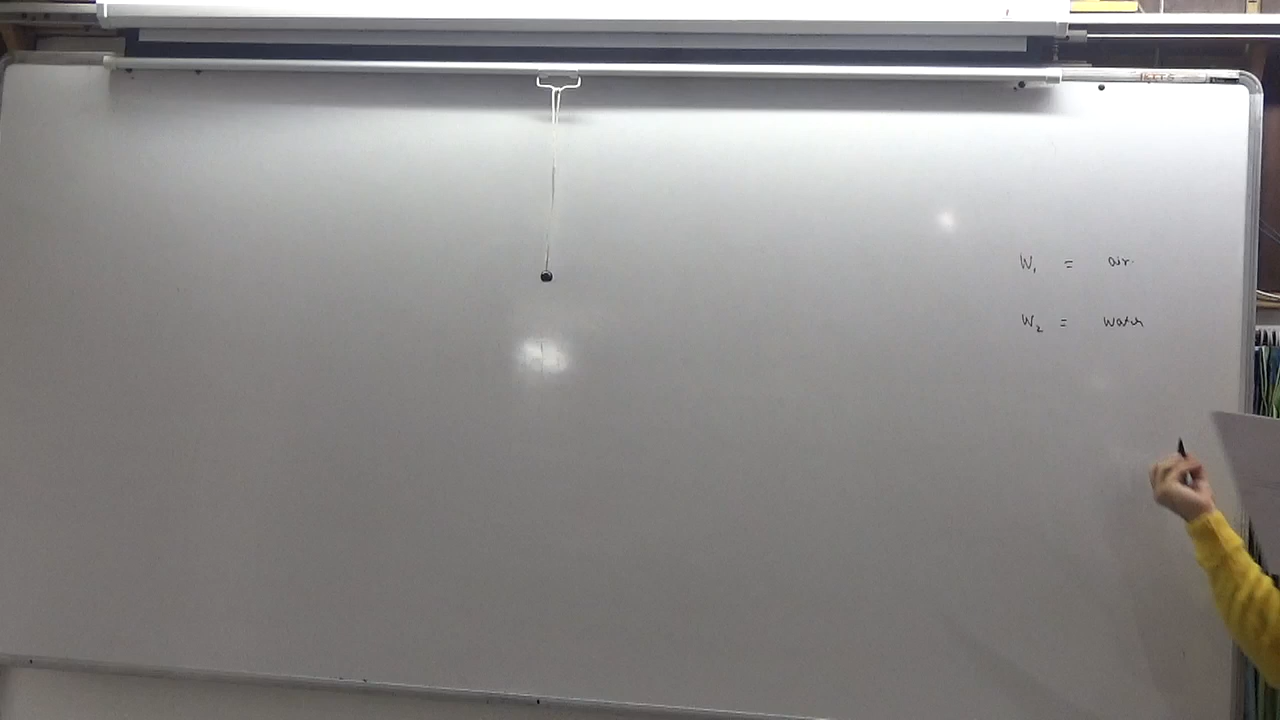 W₁ = air
W₂ = water